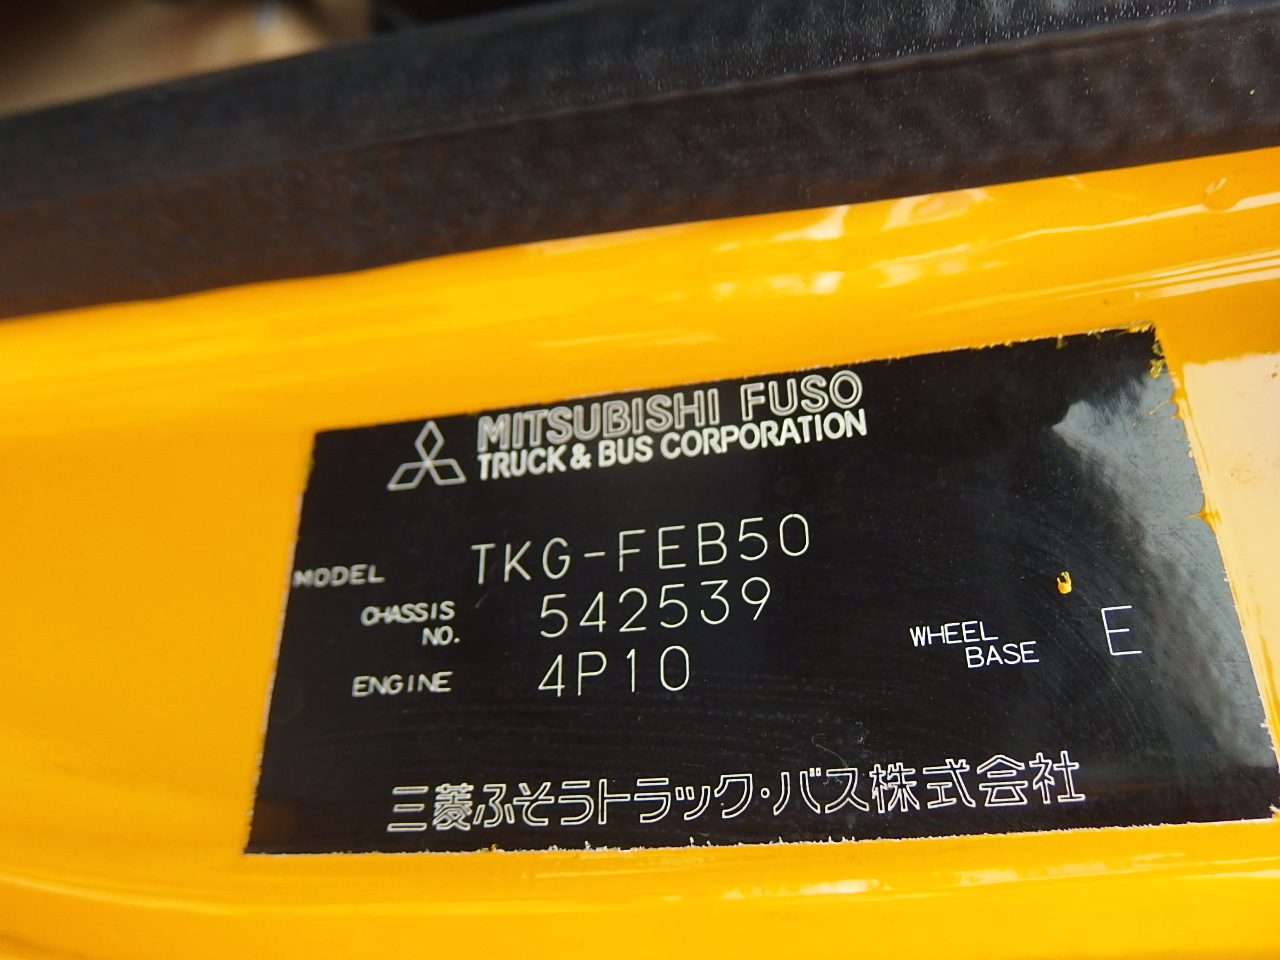 MITSUBISHI FUSO
TRUCK & BUS CORPORATION
MODEL TKG-FEB50
CHASSIS NO. 542539
ENGINE 4P10
WHEEL BASE E
三菱ふそうトラック・バス株式会社